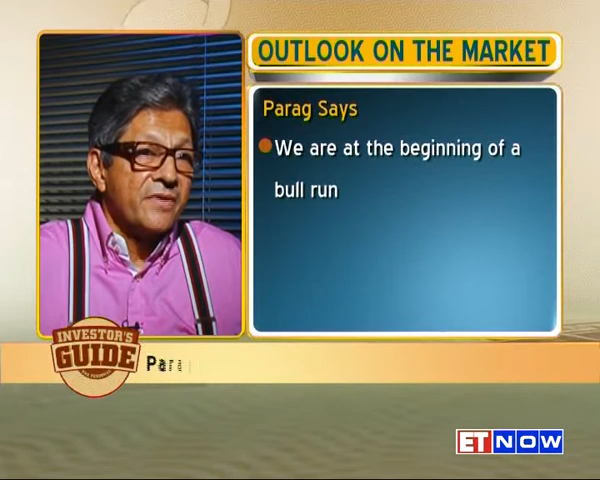 OUTLOOK ON THE MARKET
Parag Says
We are at the beginning of a
bull run
INVESTOR'S
GUIDE
ET NOW